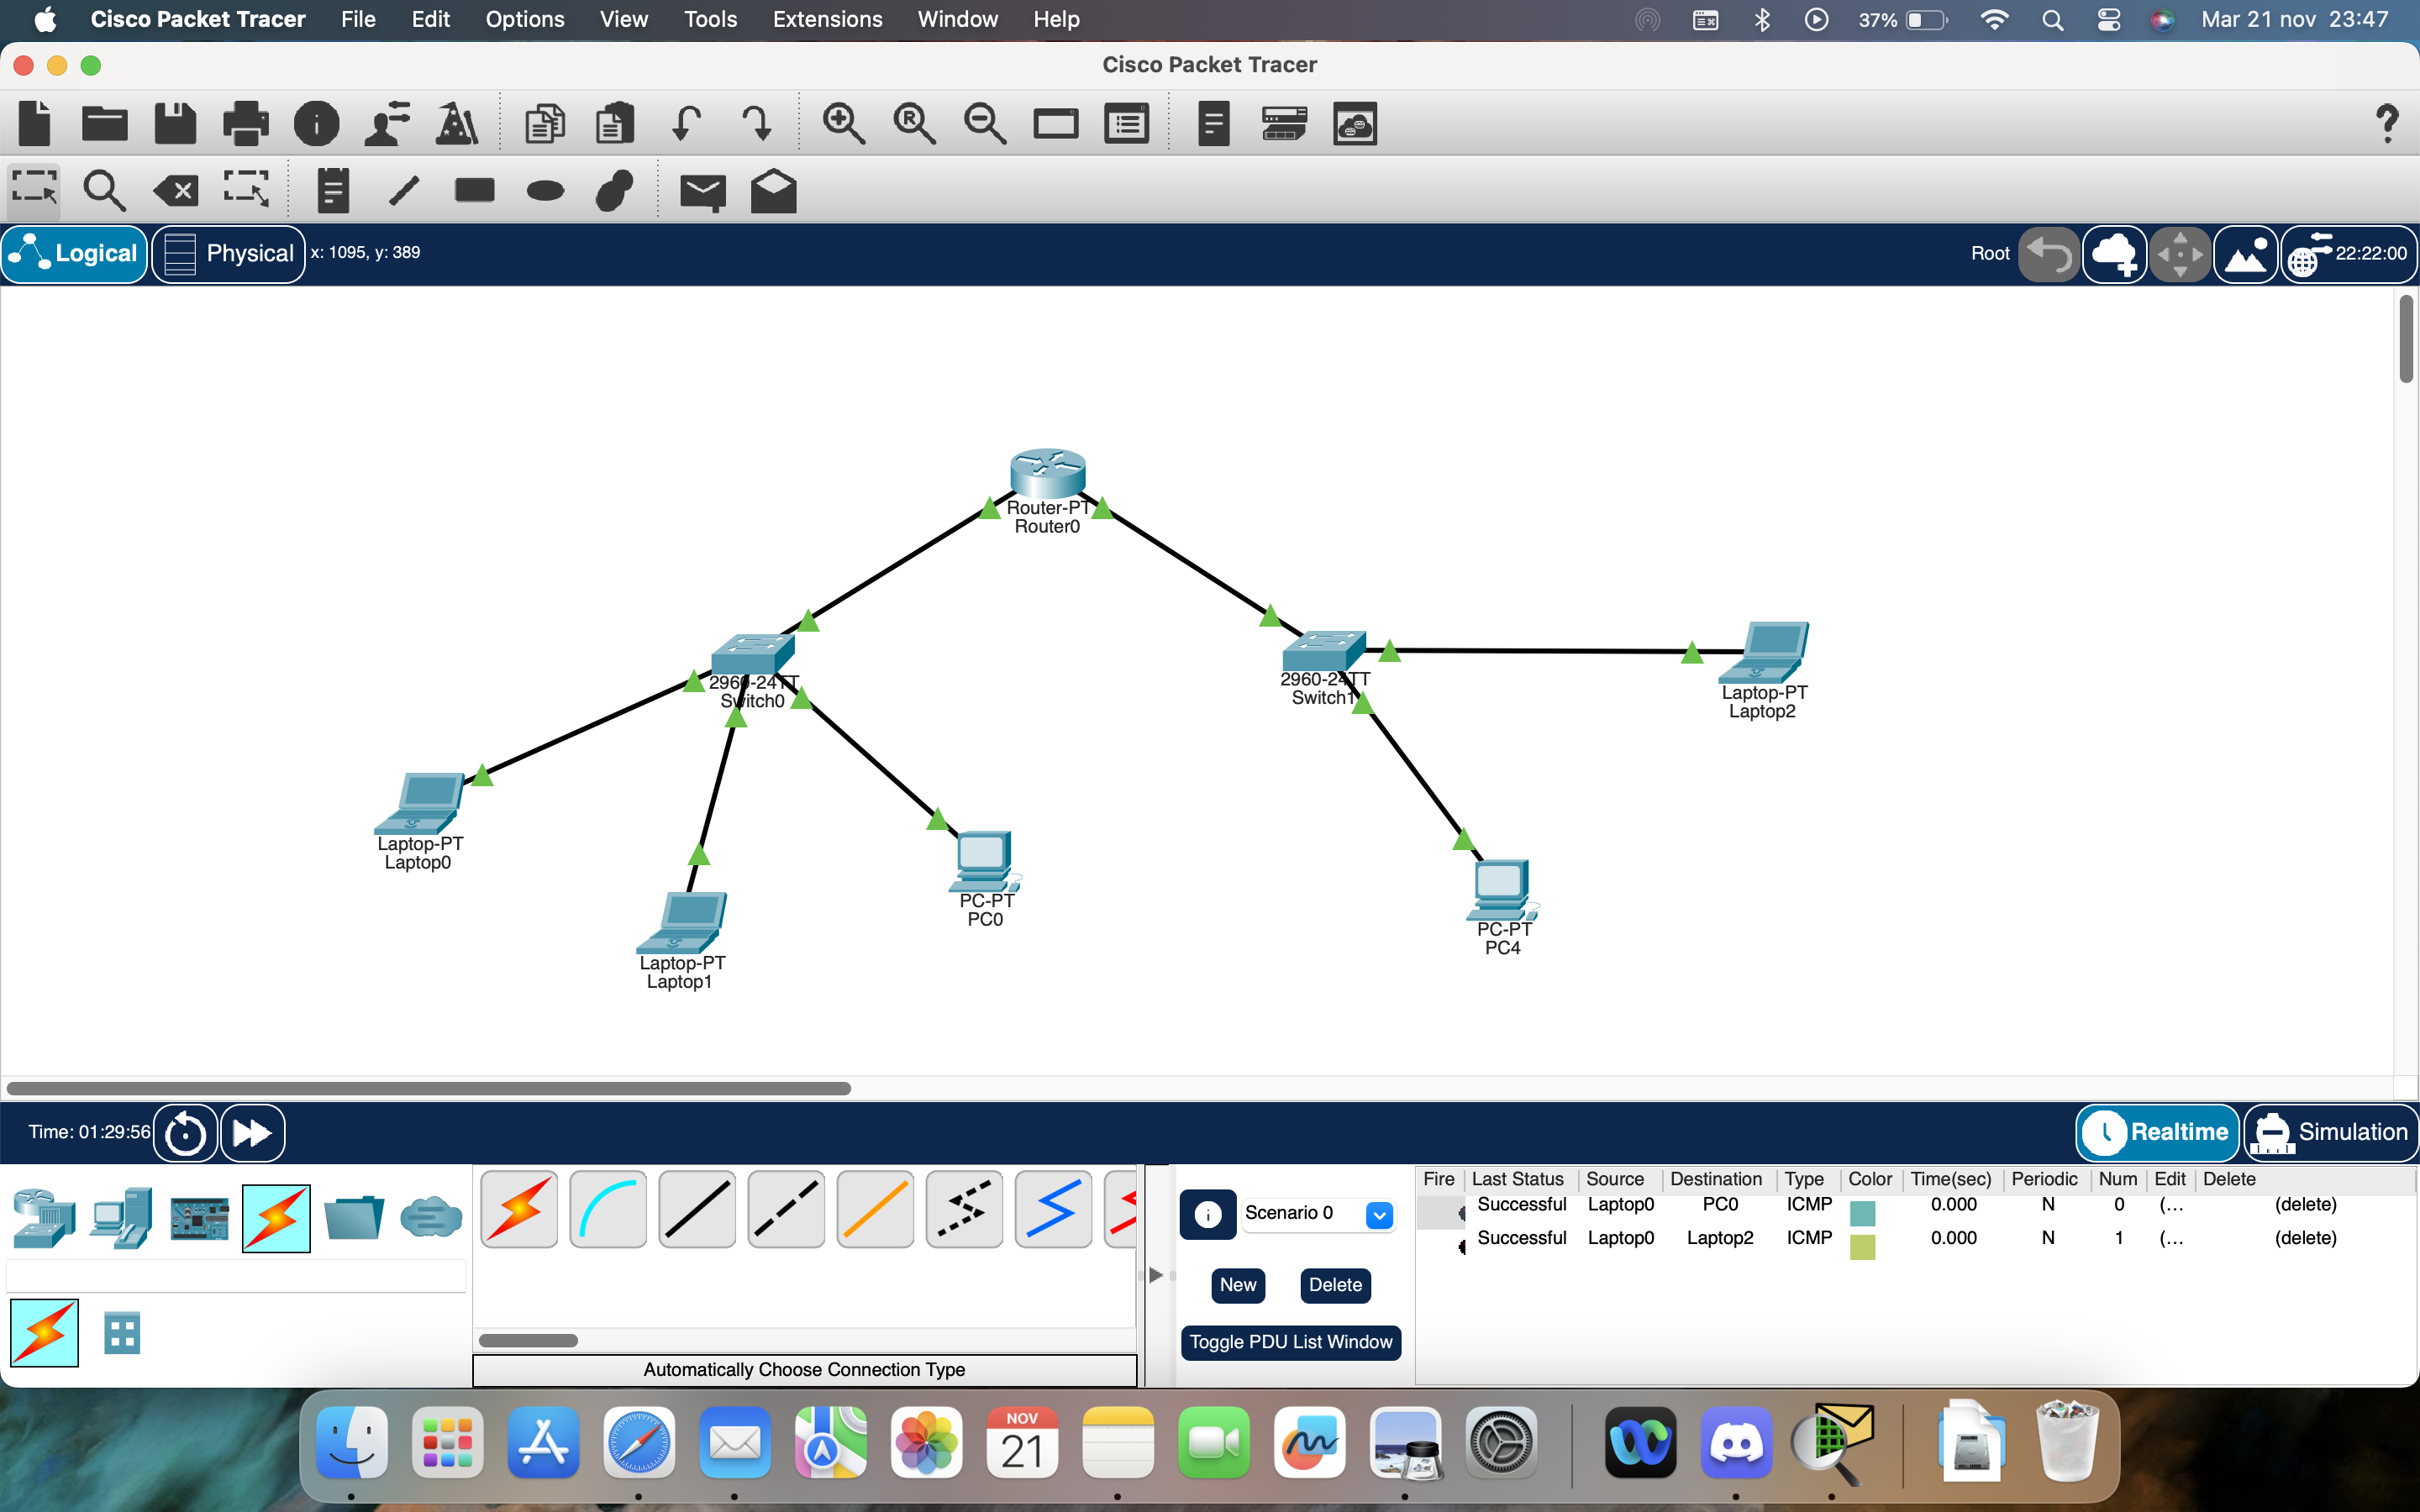 Cisco Packet Tracer File Edit Options View Tools Extensions Window Help 37% Mar 21 nov 23:47
Cisco Packet Tracer
R
?
Logical Physical x: 1095, y: 389 Root 22:22:00
Router-PT
Router0
2960-24TT
Switch0
2960-24TT
Switch1
Laptop-PT
Laptop2
Laptop-PT
Laptop0
PC-PT
PC0
PC-PT
PC4
Laptop-PT
Laptop1
Time: 01:29:56 Realtime Simulation
Scenario 0
New Delete
Toggle PDU List Window
Fire Last Status Source Destination Type Color Time(sec) Periodic Num Edit Delete
Successful Laptop0 PC0 ICMP 0.000 N 0 (... (delete)
Successful Laptop0 Laptop2 ICMP 0.000 N 1 (... (delete)
Automatically Choose Connection Type
NOV
21